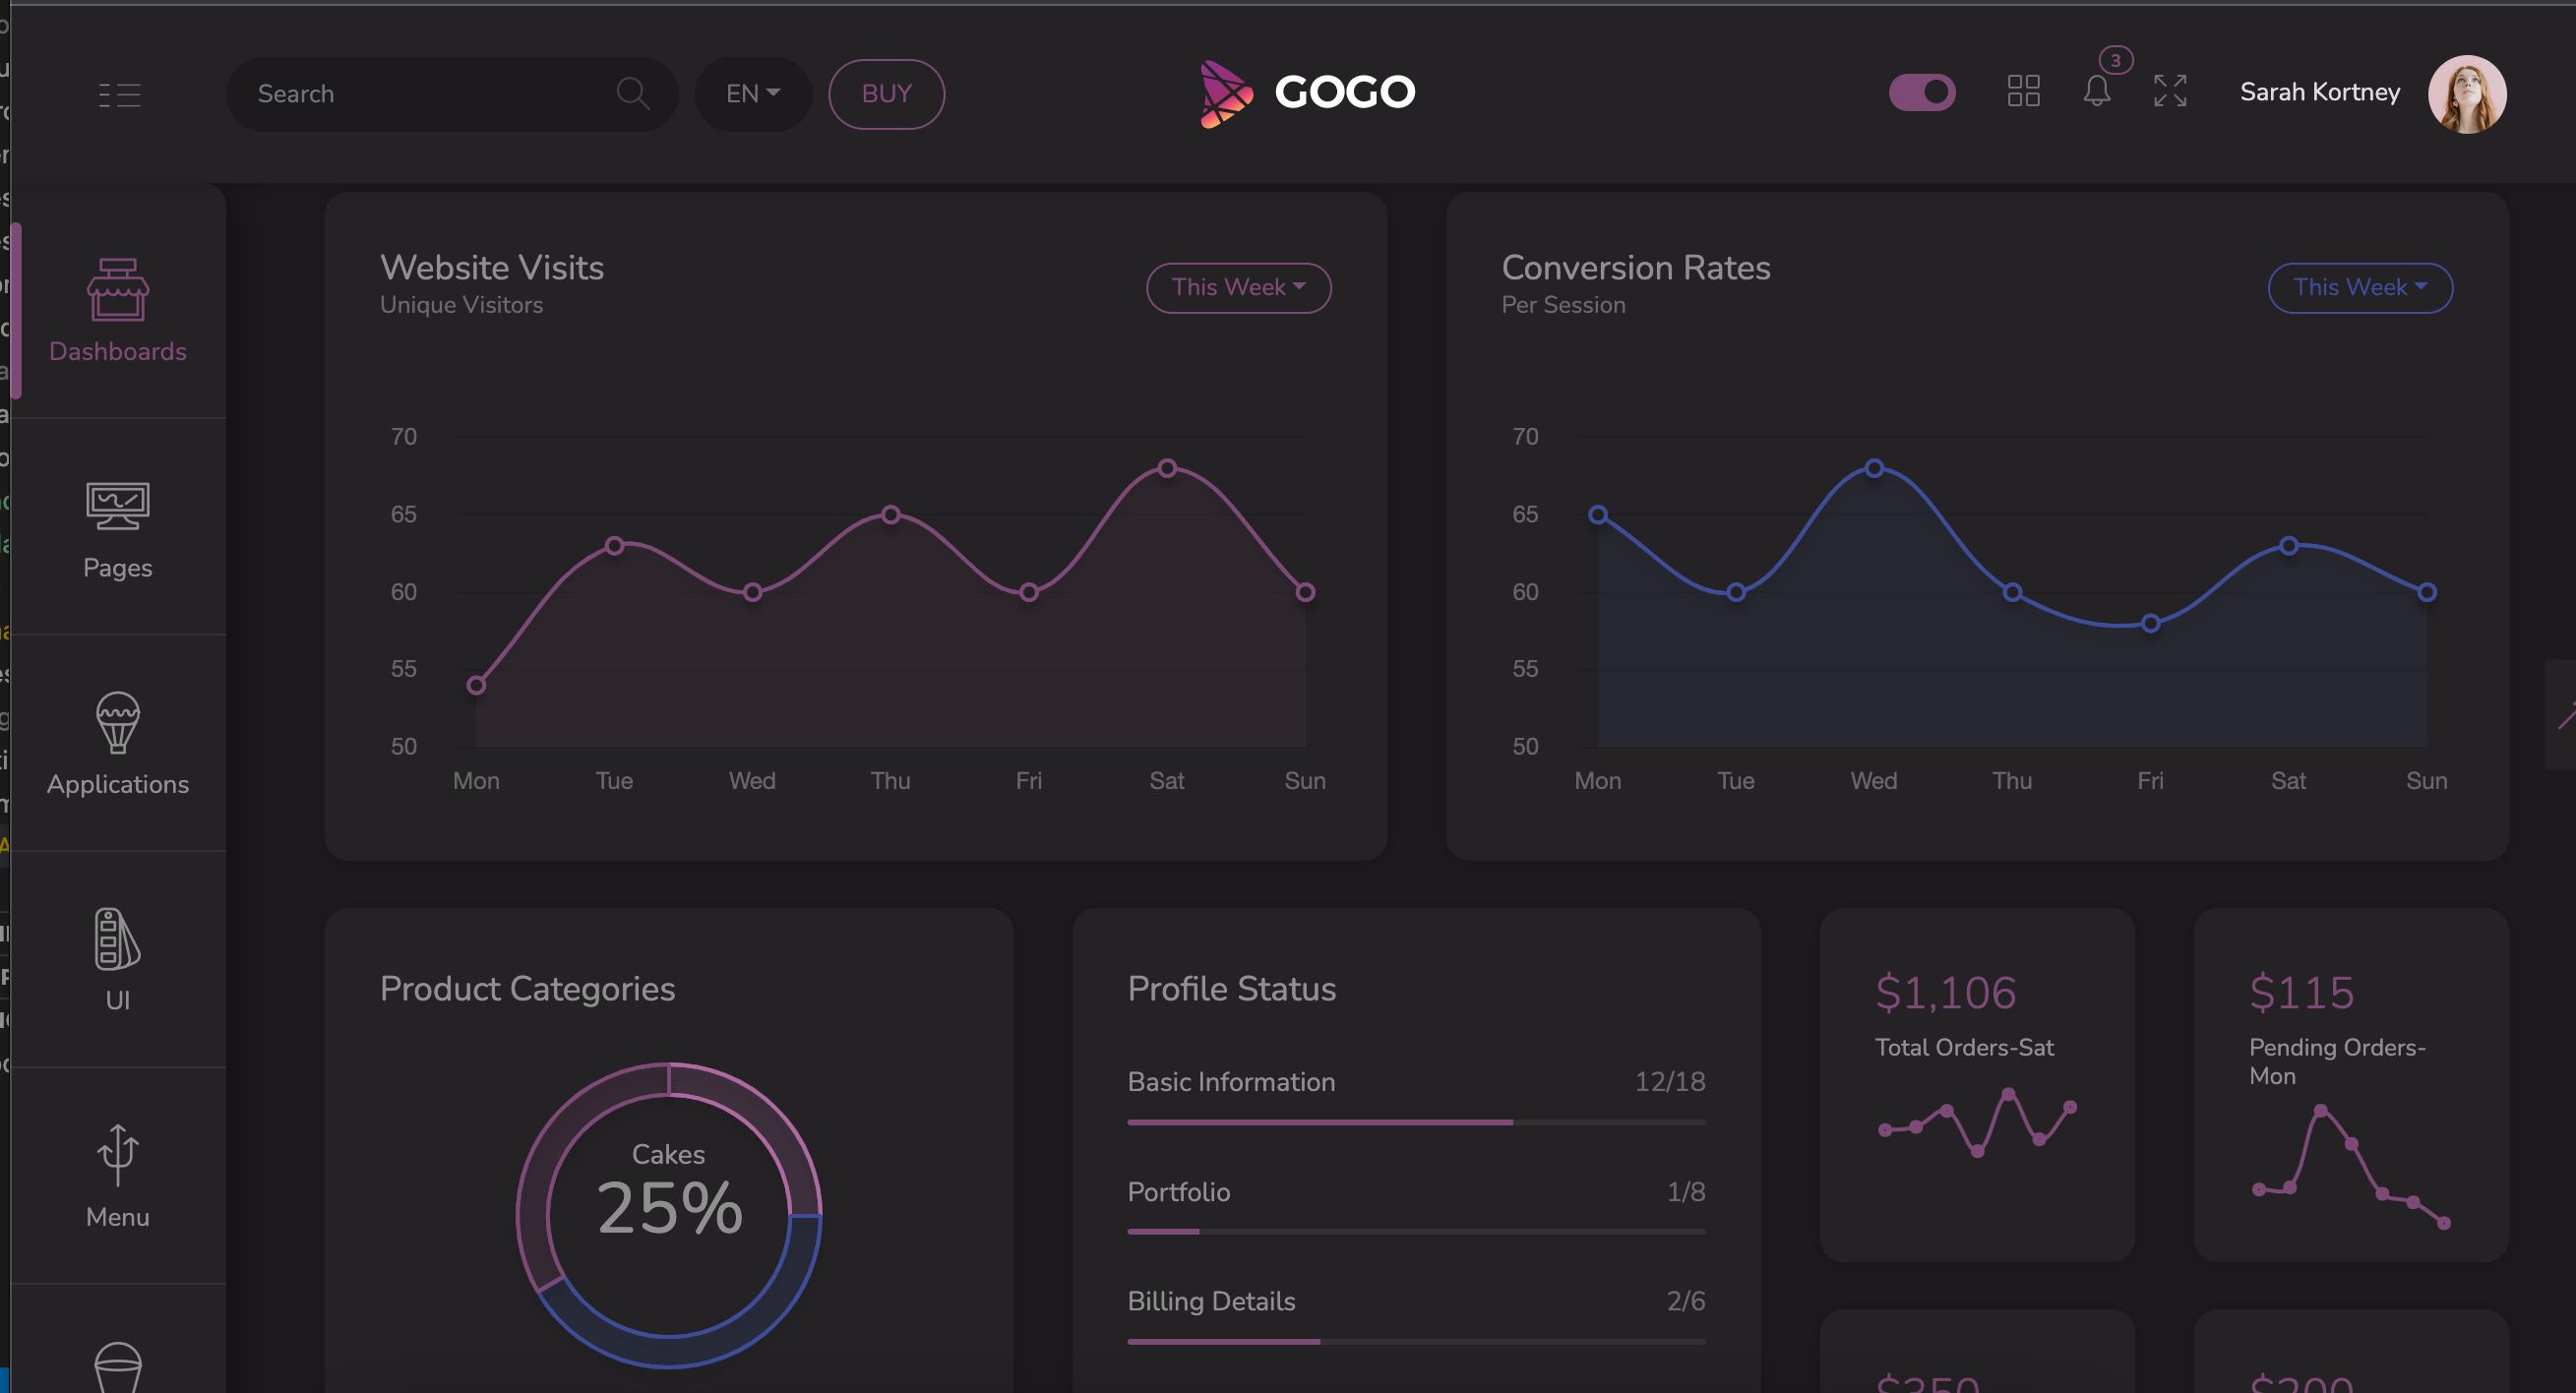 Search
EN
BUY
GOGO
3
Sarah Kortney
Dashboards
Pages
Applications
UI
Menu
Website Visits
Unique Visitors
This Week
70
65
60
55
50
Mon Tue Wed Thu Fri Sat Sun
Conversion Rates
Per Session
This Week
70
65
60
55
50
Mon Tue Wed Thu Fri Sat Sun
Product Categories
Cakes
25%
Profile Status
Basic Information 12/18
Portfolio 1/8
Billing Details 2/6
$1,106
Total Orders-Sat
$115
Pending Orders-
Mon
$350
$200